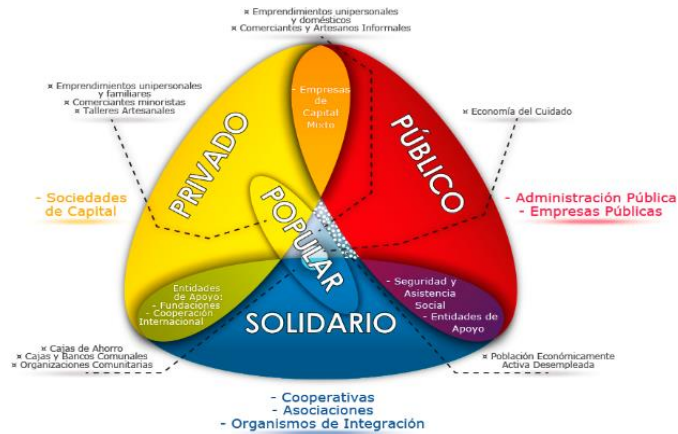 ¤ Emprendimientos unipersonales
y domésticos
¤ Comerciantes y Artesanos Informales
¤ Emprendimientos unipersonales
y familiares
¤ Comerciantes minoristas
¤ Talleres Artesanales
- Empresas
de
Capital
Mixto
¤ Economía del Cuidado
PRIVADO
PÚBLICO
- Sociedades
de Capital
- Administración Pública
- Empresas Públicas
POPULAR
Entidades
de Apoyo:
- Fundaciones
- Cooperación
Internacional
- Seguridad y
Asistencia
Social
- Entidades de
Apoyo
SOLIDARIO
¤ Cajas de Ahorro
¤ Cajas y Bancos Comunales
¤ Organizaciones Comunitarias
¤ Población Económicamente
Activa Desempleada
- Cooperativas
- Asociaciones
- Organismos de Integración